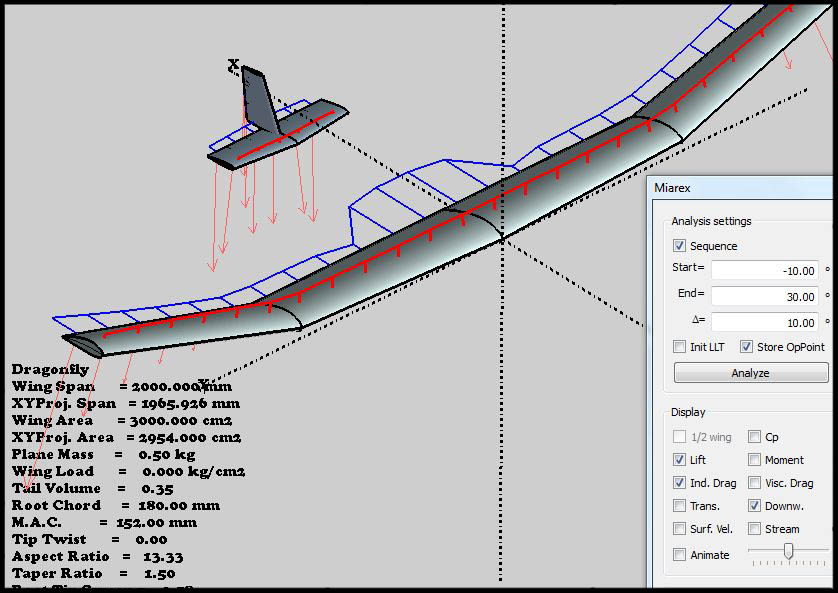 X
Miarex
Analysis settings
Sequence
Start= -10.00 °
End= 30.00 °
Δ= 10.00 °
Init LLT Store OpPoint
Analyze
Display
1/2 wing Cp
Lift Moment
Ind. Drag Visc. Drag
Trans. Downw.
Surf. Vel. Stream
Animate
Dragonfly
Wing Span = 2000.000 mm
XYProj. Span = 1965.926 mm
Wing Area = 3000.000 cm2
XYProj. Area = 2954.000 cm2
Plane Mass = 0.50 kg
Wing Load = 0.000 kg/cm2
Tail Volume = 0.35
Root Chord = 180.00 mm
M.A.C. = 152.00 mm
Tip Twist = 0.00
Aspect Ratio = 13.33
Taper Ratio = 1.50